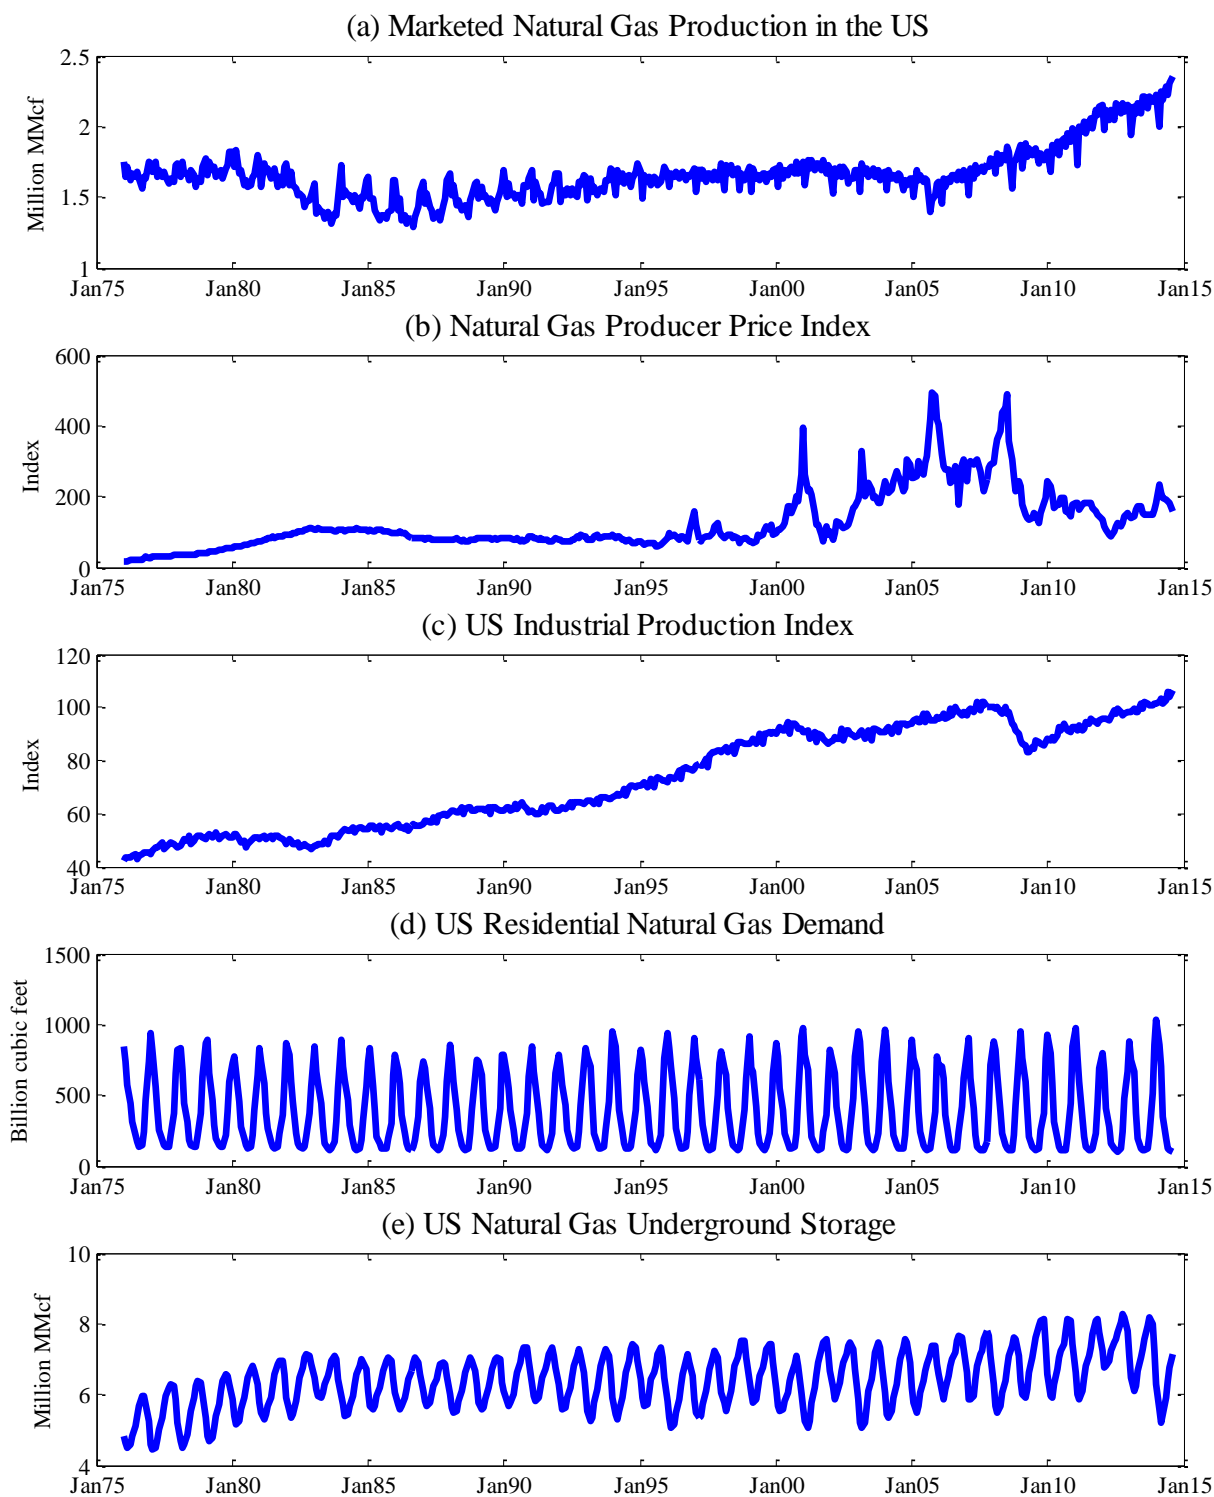 (a) Marketed Natural Gas Production in the US
2.5
2
1.5
1
Million MMcf
Jan75 Jan80 Jan85 Jan90 Jan95 Jan00 Jan05 Jan10 Jan15
(b) Natural Gas Producer Price Index
600
400
200
0
Index
Jan75 Jan80 Jan85 Jan90 Jan95 Jan00 Jan05 Jan10 Jan15
(c) US Industrial Production Index
120
100
80
60
40
Index
Jan75 Jan80 Jan85 Jan90 Jan95 Jan00 Jan05 Jan10 Jan15
(d) US Residential Natural Gas Demand
1500
1000
500
0
Billion cubic feet
Jan75 Jan80 Jan85 Jan90 Jan95 Jan00 Jan05 Jan10 Jan15
(e) US Natural Gas Underground Storage
10
8
6
4
Million MMcf
Jan75 Jan80 Jan85 Jan90 Jan95 Jan00 Jan05 Jan10 Jan15